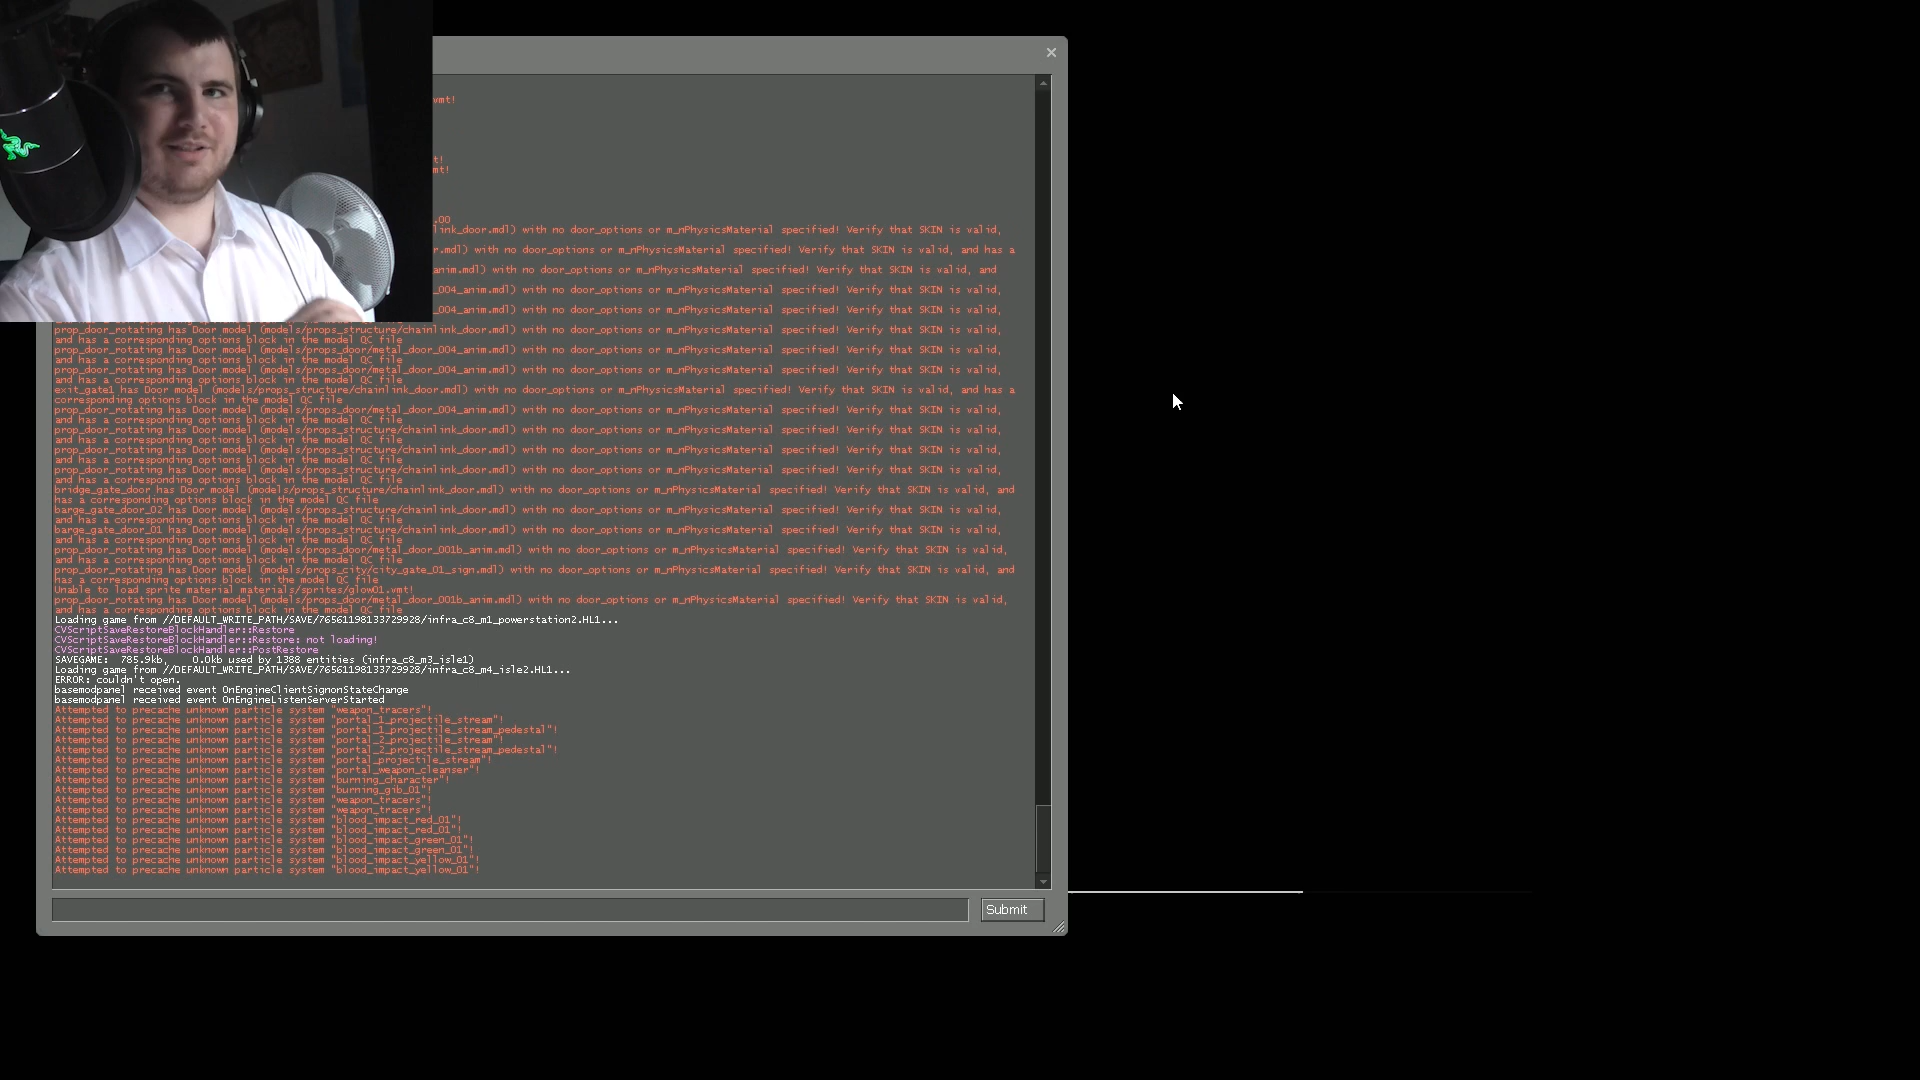 vmt!
t!
mt!
.00
link_door.mdl) with no door_options or m_nPhysicsMaterial specified! Verify that SKIN is valid,
r.mdl) with no door_options or m_nPhysicsMaterial specified! Verify that SKIN is valid, and has a
anim.mdl) with no door_options or m_nPhysicsMaterial specified! Verify that SKIN is valid, and
_004_anim.mdl) with no door_options or m_nPhysicsMaterial specified! Verify that SKIN is valid,
_004_anim.mdl) with no door_options or m_nPhysicsMaterial specified! Verify that SKIN is valid,
prop_door_rotating has Door model (models/props_structure/chainlink_door.mdl) with no door_options or m_nPhysicsMaterial specified! Verify that SKIN is valid,
and has a corresponding options block in the model QC file
prop_door_rotating has Door model (models/props_door/metal_door_004_anim.mdl) with no door_options or m_nPhysicsMaterial specified! Verify that SKIN is valid,
and has a corresponding options block in the model QC file
prop_door_rotating has Door model (models/props_door/metal_door_004_anim.mdl) with no door_options or m_nPhysicsMaterial specified! Verify that SKIN is valid,
and has a corresponding options block in the model QC file
exit_gate1 has Door model (models/props_structure/chainlink_door.mdl) with no door_options or m_nPhysicsMaterial specified! Verify that SKIN is valid, and has a
corresponding options block in the model QC file
prop_door_rotating has Door model (models/props_door/metal_door_004_anim.mdl) with no door_options or m_nPhysicsMaterial specified! Verify that SKIN is valid,
and has a corresponding options block in the model QC file
prop_door_rotating has Door model (models/props_structure/chainlink_door.mdl) with no door_options or m_nPhysicsMaterial specified! Verify that SKIN is valid,
and has a corresponding options block in the model QC file
prop_door_rotating has Door model (models/props_structure/chainlink_door.mdl) with no door_options or m_nPhysicsMaterial specified! Verify that SKIN is valid,
and has a corresponding options block in the model QC file
prop_door_rotating has Door model (models/props_structure/chainlink_door.mdl) with no door_options or m_nPhysicsMaterial specified! Verify that SKIN is valid,
and has a corresponding options block in the model QC file
bridge_gate_door has Door model (models/props_structure/chainlink_door.mdl) with no door_options or m_nPhysicsMaterial specified! Verify that SKIN is valid, and
has a corresponding options block in the model QC file
barge_gate_door_02 has Door model (models/props_structure/chainlink_door.mdl) with no door_options or m_nPhysicsMaterial specified! Verify that SKIN is valid,
and has a corresponding options block in the model QC file
barge_gate_door_01 has Door model (models/props_structure/chainlink_door.mdl) with no door_options or m_nPhysicsMaterial specified! Verify that SKIN is valid,
and has a corresponding options block in the model QC file
prop_door_rotating has Door model (models/props_door/metal_door_001b_anim.mdl) with no door_options or m_nPhysicsMaterial specified! Verify that SKIN is valid,
and has a corresponding options block in the model QC file
prop_door_rotating has Door model (models/props_city/city_gate_01_sign.mdl) with no door_options or m_nPhysicsMaterial specified! Verify that SKIN is valid, and
has a corresponding options block in the model QC file
Unable to load sprite material materials/sprites/glow01.vmt!
prop_door_rotating has Door model (models/props_door/metal_door_001b_anim.mdl) with no door_options or m_nPhysicsMaterial specified! Verify that SKIN is valid,
and has a corresponding options block in the model QC file
Loading game from //DEFAULT_WRITE_PATH/SAVE/76561198133729928/infra_c8_m1_powerstation2.HL1...
CVScriptSaveRestoreBlockHandler::Restore
CVScriptSaveRestoreBlockHandler::Restore: not loading!
CVScriptSaveRestoreBlockHandler::PostRestore
SAVEGAME: 785.9kb, 0.0kb used by 1388 entities (infra_c8_m3_isle1)
Loading game from //DEFAULT_WRITE_PATH/SAVE/76561198133729928/infra_c8_m4_isle2.HL1...
ERROR: couldn't open.
basemodpanel received event OnEngineClientSignonStateChange
basemodpanel received event OnEngineListenServerStarted
Attempted to precache unknown particle system "weapon_tracers"!
Attempted to precache unknown particle system "portal_1_projectile_stream"!
Attempted to precache unknown particle system "portal_1_projectile_stream_pedestal"!
Attempted to precache unknown particle system "portal_2_projectile_stream"!
Attempted to precache unknown particle system "portal_2_projectile_stream_pedestal"!
Attempted to precache unknown particle system "portal_projectile_stream"!
Attempted to precache unknown particle system "portal_weapon_cleanser"!
Attempted to precache unknown particle system "burning_character"!
Attempted to precache unknown particle system "burning_gib_01"!
Attempted to precache unknown particle system "weapon_tracers"!
Attempted to precache unknown particle system "weapon_tracers"!
Attempted to precache unknown particle system "blood_impact_red_01"!
Attempted to precache unknown particle system "blood_impact_red_01"!
Attempted to precache unknown particle system "blood_impact_green_01"!
Attempted to precache unknown particle system "blood_impact_green_01"!
Attempted to precache unknown particle system "blood_impact_yellow_01"!
Attempted to precache unknown particle system "blood_impact_yellow_01"!
Submit